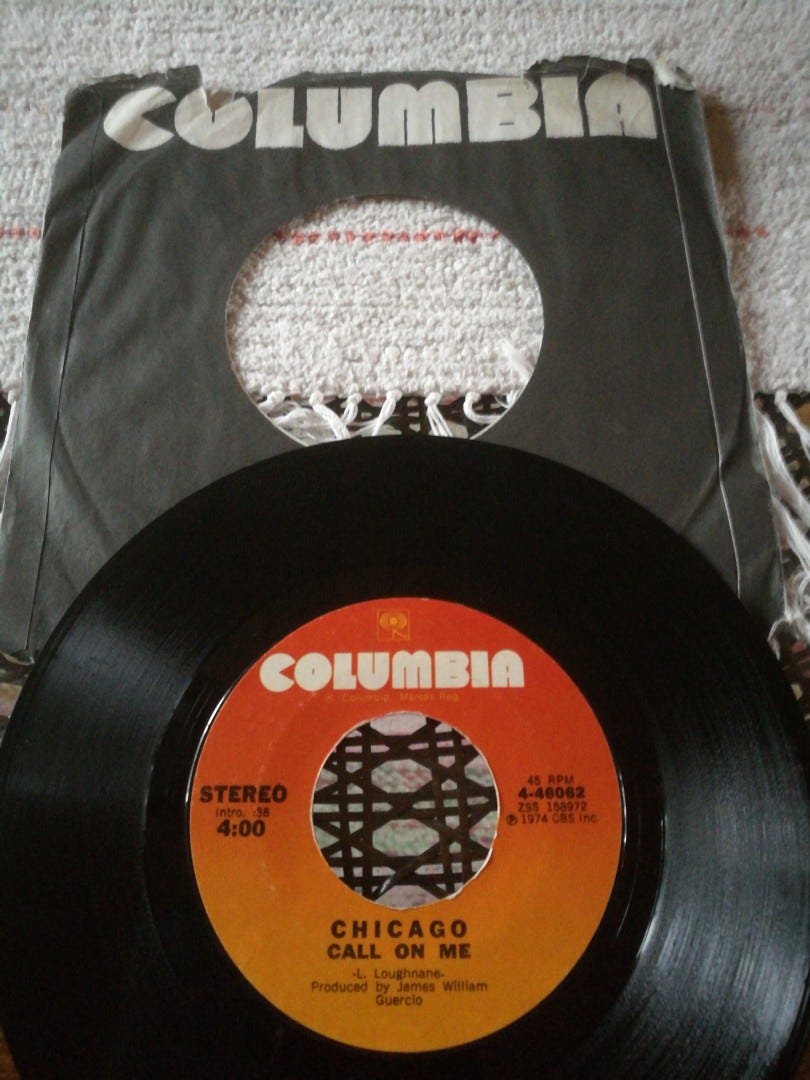 COLUMBIA
COLUMBIA
® Columbia, Marcas Reg.
STEREO
Intro. :38
4:00
45 RPM
4-46062
ZSS 158972
℗ 1974 CBS Inc.
CHICAGO
CALL ON ME
-L. Loughnane-
Produced by James William
Guercio